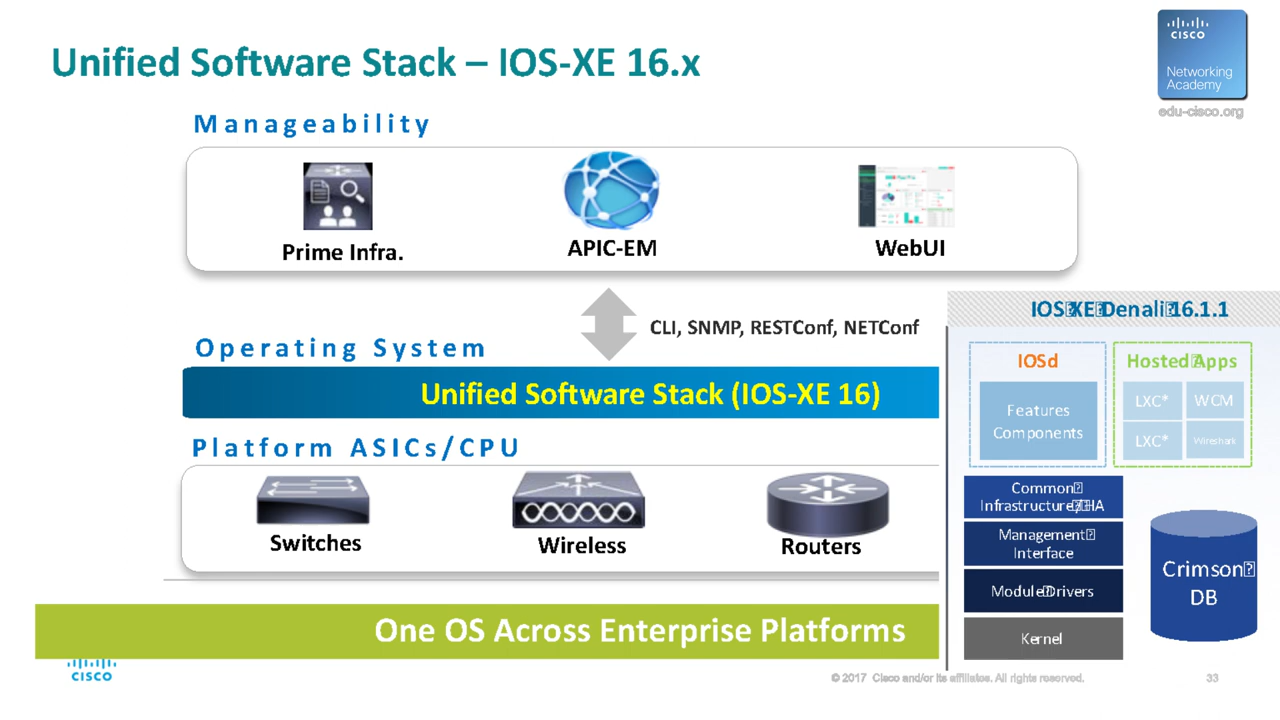 Unified Software Stack – IOS-XE 16.x
CISCO
Networking
Academy
edu-cisco.org
Manageability
Prime Infra.
APIC-EM
WebUI
CLI, SNMP, RESTConf, NETConf
Operating System
Unified Software Stack (IOS-XE 16)
Platform ASICs/CPU
Switches
Wireless
Routers
One OS Across Enterprise Platforms
IOS XE Denali 16.1.1
IOSd
Features
Components
Hosted Apps
LXC*
WCM
LXC*
Wireshark
Common
Infrastructure / HA
Management
Interface
Module Drivers
Kernel
Crimson
DB
CISCO
© 2017 Cisco and/or its affiliates. All rights reserved.
33